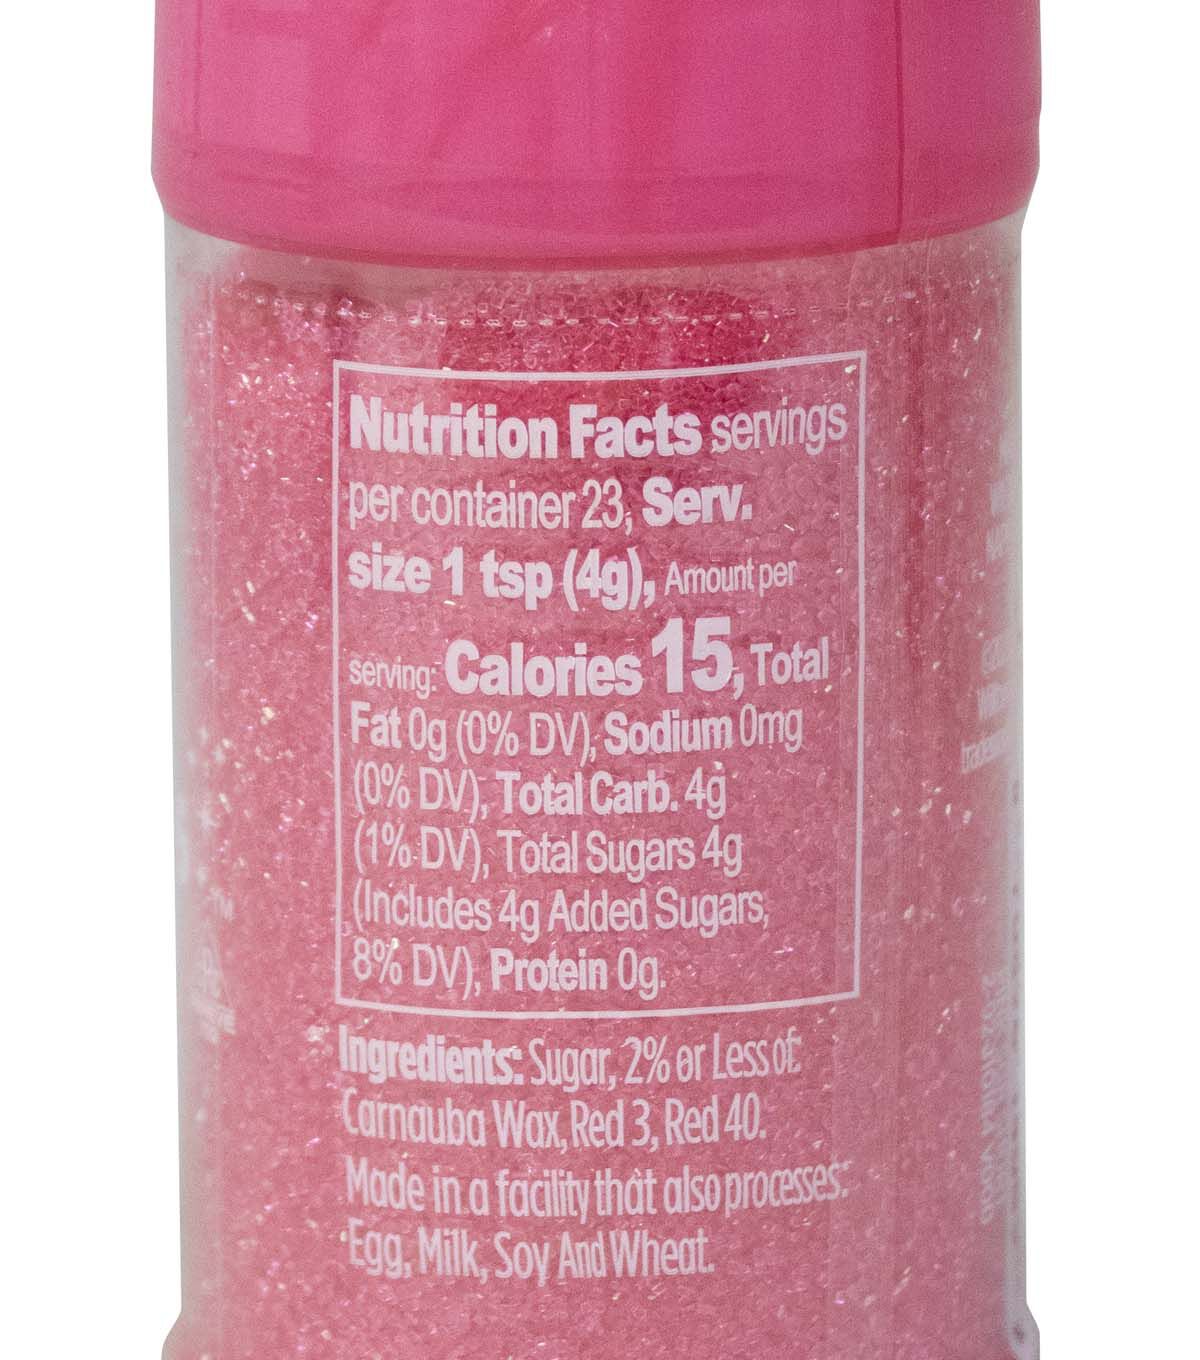 Nutrition Facts servings
per container 23, Serv.
size 1 tsp (4g), Amount per
serving: Calories 15, Total
Fat 0g (0% DV), Sodium 0mg
(0% DV), Total Carb. 4g
(1% DV), Total Sugars 4g
(Includes 4g Added Sugars,
8% DV), Protein 0g.
Ingredients: Sugar, 2% or Less of:
Carnauba Wax, Red 3, Red 40.
Made in a facility that also processes:
Egg, Milk, Soy And Wheat.
TM